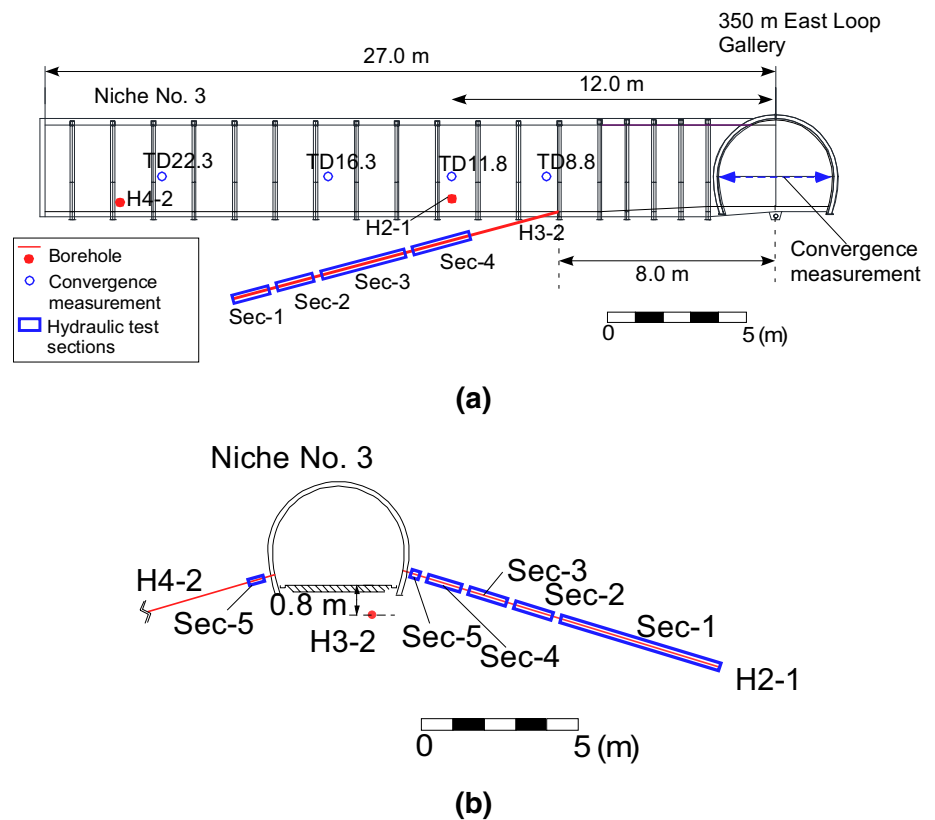 350 m East Loop
Gallery
27.0 m
12.0 m
Niche No. 3
TD22.3
TD16.3
TD11.8
TD8.8
H4-2
H2-1
H3-2
Sec-4
Sec-3
Sec-2
Sec-1
8.0 m
Convergence
measurement
Borehole
Convergence
measurement
Hydraulic test
sections
0
5 (m)
(a)
Niche No. 3
H4-2
Sec-5
0.8 m
H3-2
Sec-3
Sec-2
Sec-1
Sec-5
Sec-4
H2-1
0
5 (m)
(b)